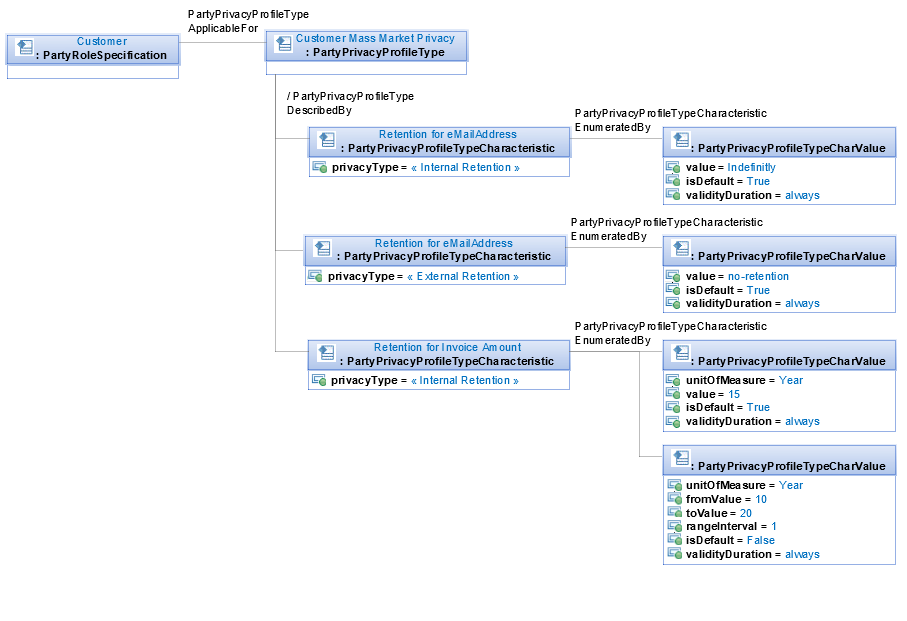 PartyPrivacyProfileType
ApplicableFor
Customer
: PartyRoleSpecification
Customer Mass Market Privacy
: PartyPrivacyProfileType
/ PartyPrivacyProfileType
DescribedBy
Retention for eMailAddress
: PartyPrivacyProfileTypeCharacteristic
privacyType = « Internal Retention »
PartyPrivacyProfileTypeCharacteristic
EnumeratedBy
: PartyPrivacyProfileTypeCharValue
value = Indefinitly
isDefault = True
validityDuration = always
Retention for eMailAddress
: PartyPrivacyProfileTypeCharacteristic
privacyType = « External Retention »
PartyPrivacyProfileTypeCharacteristic
EnumeratedBy
: PartyPrivacyProfileTypeCharValue
value = no-retention
isDefault = True
validityDuration = always
Retention for Invoice Amount
: PartyPrivacyProfileTypeCharacteristic
privacyType = « Internal Retention »
PartyPrivacyProfileTypeCharacteristic
EnumeratedBy
: PartyPrivacyProfileTypeCharValue
unitOfMeasure = Year
value = 15
isDefault = True
validityDuration = always
: PartyPrivacyProfileTypeCharValue
unitOfMeasure = Year
fromValue = 10
toValue = 20
rangeInterval = 1
isDefault = False
validityDuration = always